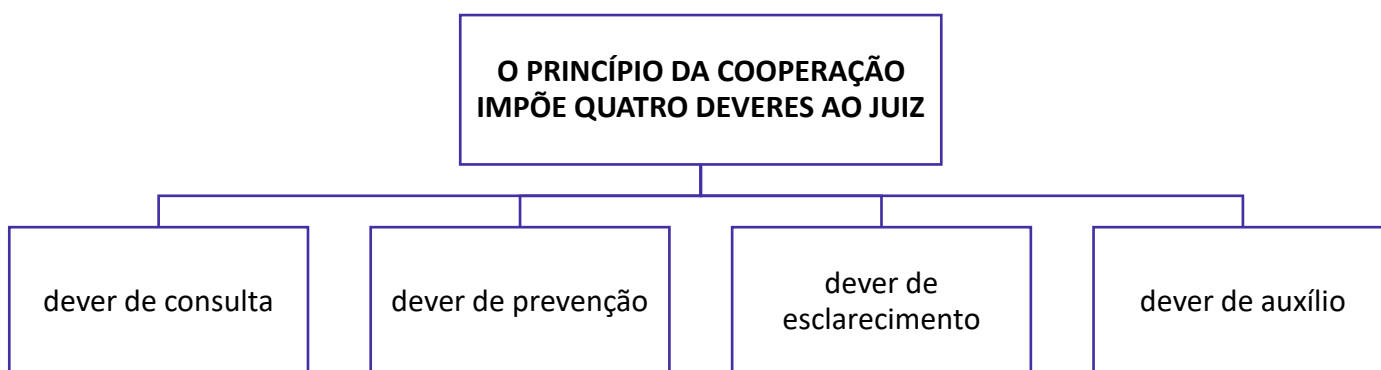 O PRINCÍPIO DA COOPERAÇÃO
IMPÕE QUATRO DEVERES AO JUIZ
dever de consulta
dever de prevenção
dever de
esclarecimento
dever de auxílio